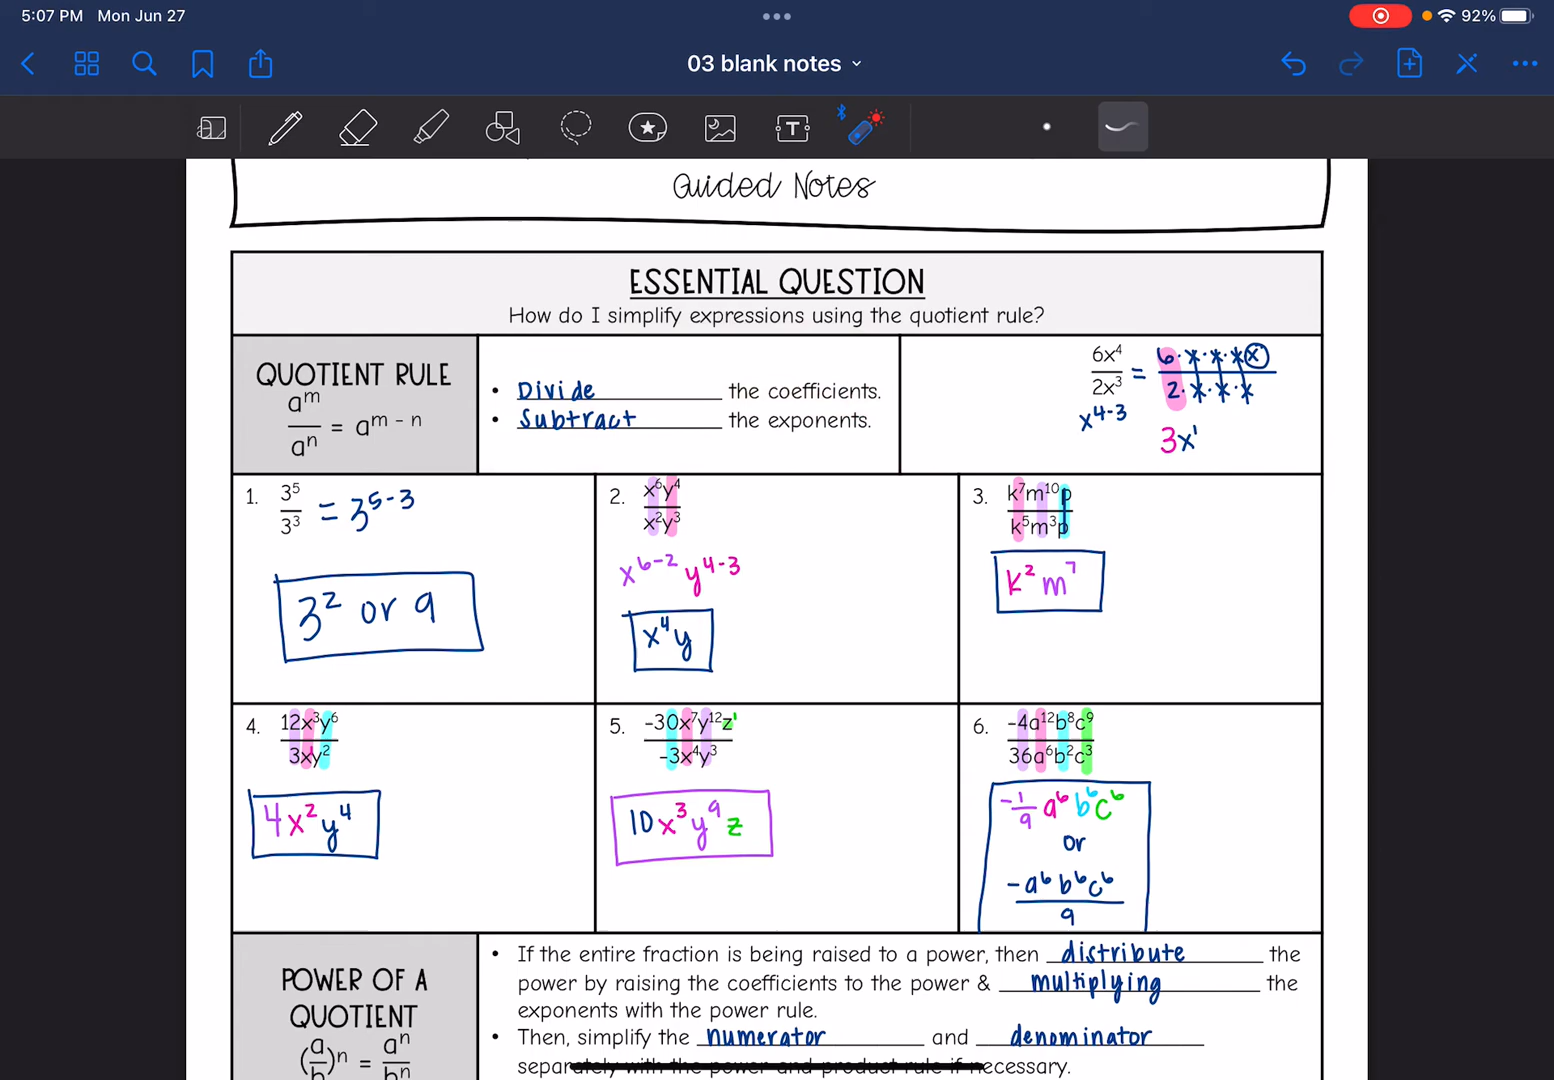 5:07 PM Mon Jun 27
92%
03 blank notes
T
Guided Notes
ESSENTIAL QUESTION
How do I simplify expressions using the quotient rule?
QUOTIENT RULE
a^m/a^n = a^(m - n)
• Divide the coefficients.
• Subtract the exponents.
6x^4/2x^3 = 6·x·x·x·x/2·x·x·x
x^(4-3)
3x^1
1. 3^5/3^3 = 3^(5-3)
3^2 or 9
2. x^6y^4/x^2y^3
x^(6-2) y^(4-3)
x^4y
3. k^7m^10p/k^5m^3p
k^2 m^7
4. 12x^3y^6/3xy^2
4x^2y^4
5. -30x^7y^12z^1/-3x^4y^3
10x^3y^9z
6. -4a^12b^8c^9/36a^6b^2c^3
-1/9 a^6 b^6 c^6
or
-a^6 b^6 c^6/9
POWER OF A
QUOTIENT
(a/b)^n = a^n/b^n
• If the entire fraction is being raised to a power, then distribute the
power by raising the coefficients to the power & multiplying the
exponents with the power rule.
• Then, simplify the numerator and denominator
separately with the power and product rule if necessary.